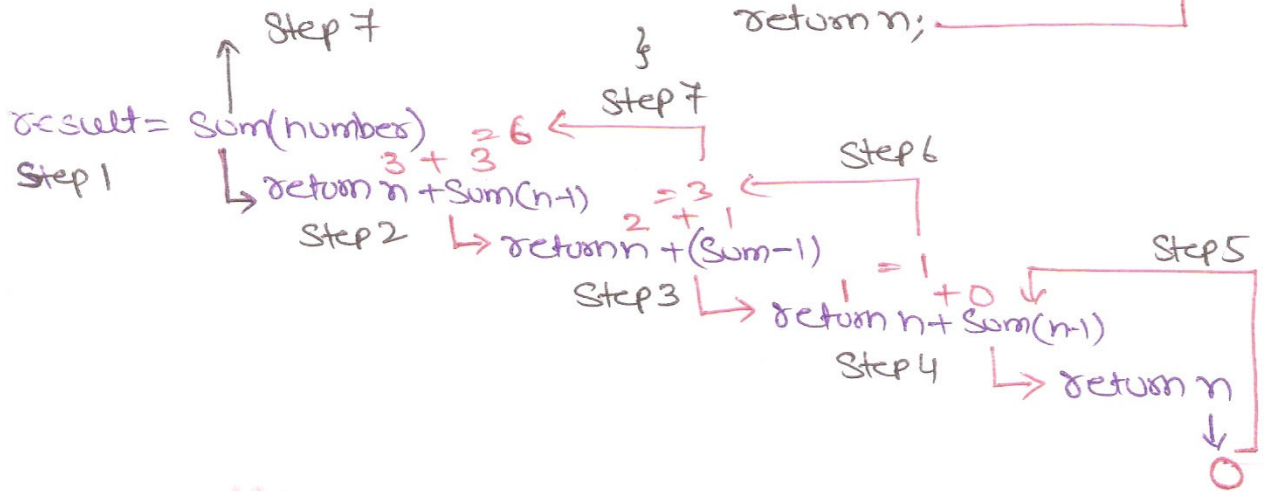 Step 7
return n;
}
Step 7
result = sum(number) = 6
Step 1
3 + 3
return n + sum(n-1) = 3
Step 2
2 + 1
return n + (sum-1)
Step 6
Step 3
= 1
1 + 0
return n + sum(n-1)
Step 5
Step 4
return n
0